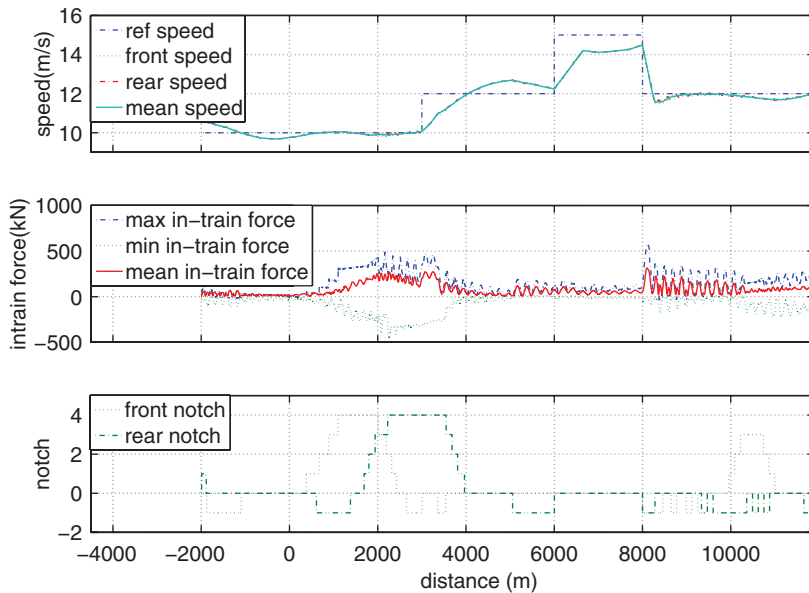 16
14
12
10
speed(m/s)
ref speed
front speed
rear speed
mean speed
1000
500
0
−500
intrain force(kN)
max in−train force
min in−train force
mean in−train force
4
2
0
−2
notch
front notch
rear notch
−4000 −2000 0 2000 4000 6000 8000 10000
distance (m)